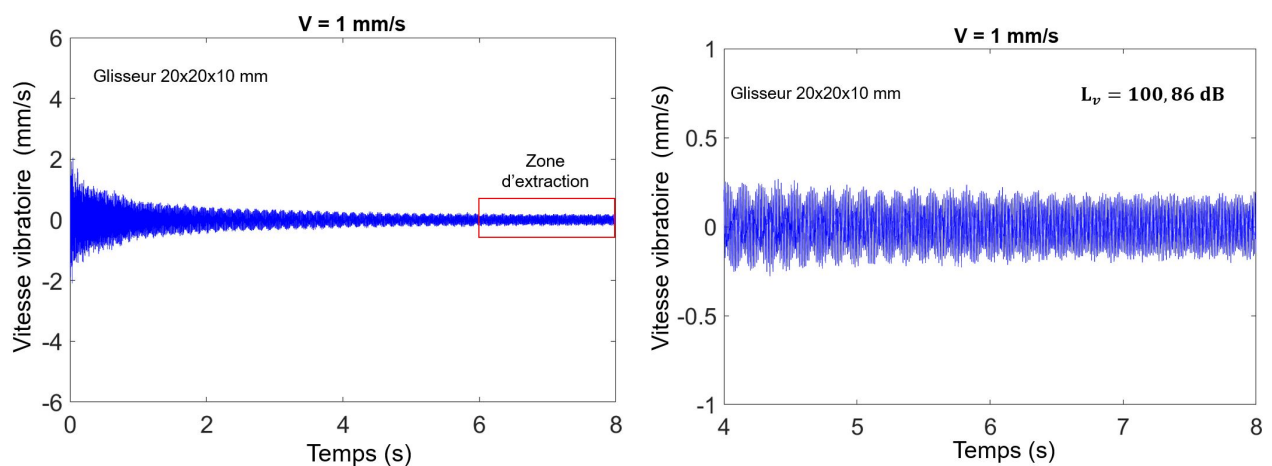 V = 1 mm/s
6
4
2
0
-2
-4
-6
Vitesse vibratoire (mm/s)
Glisseur 20x20x10 mm
Zone
d'extraction
0 2 4 6 8
Temps (s)
V = 1 mm/s
1
0.5
0
-0.5
-1
Vitesse vibratoire (mm/s)
Glisseur 20x20x10 mm
L_v = 100,86 dB
4 5 6 7 8
Temps (s)